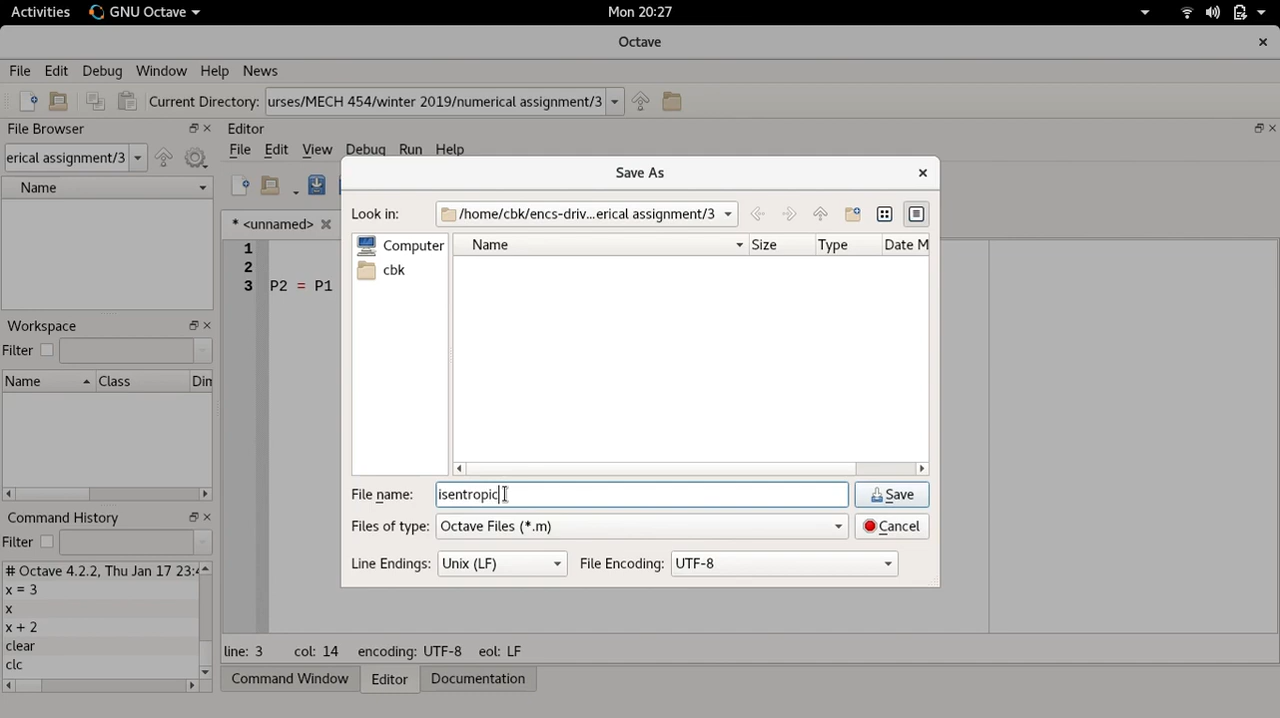 Activities GNU Octave Mon 20:27
Octave
File Edit Debug Window Help News
Current Directory: urses/MECH 454/winter 2019/numerical assignment/3
File Browser Editor
erical assignment/3 File Edit View Debug Run Help
Save As
Name
Look in: /home/cbk/encs-driv...erical assignment/3
* <unnamed>
Computer Name Size Type Date M
cbk
1
2
3 P2 = P1
Workspace
Filter
Name Class Din
File name: isentropic Save
Command History
Files of type: Octave Files (*.m) Cancel
Filter
Line Endings: Unix (LF) File Encoding: UTF-8
# Octave 4.2.2, Thu Jan 17 23:4
x = 3
x
x + 2
clear
clc
line: 3 col: 14 encoding: UTF-8 eol: LF
Command Window Editor Documentation